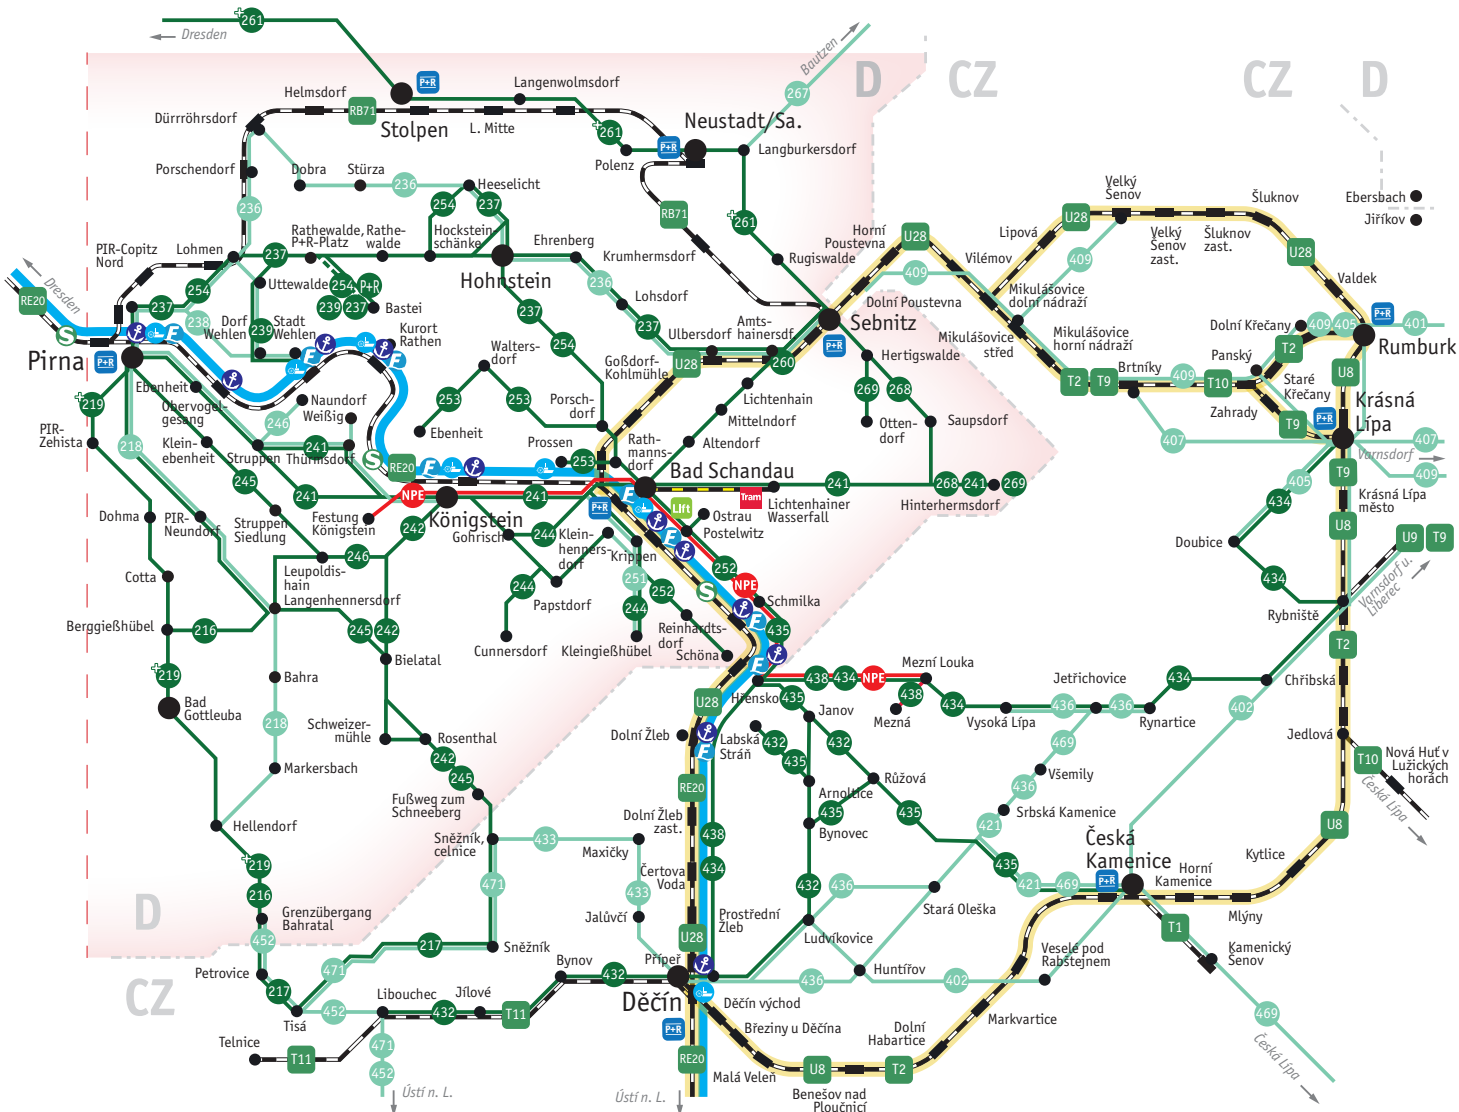 +261
Dresden
Bautzen
D
CZ
CZ
D
P+R
Langenwolmsdorf
Helmsdorf
RB71
Stolpen
L. Mitte
267
Dürrröhrsdorf
+261
Neustadt/Sa.
P+R
Polenz
Langburkersdorf
Porschendorf
Dobra
Stürza
236
Heeselicht
236
254
237
RB71
+261
Velký
Šenov
Ebersbach
Jiříkov
U28
Lipová
Velký
Šenov
zast.
Šluknov
zast.
Šluknov
U28
PIR-Copitz
Nord
Lohmen
237
Rathewalde,
P+R-Platz
Rathe-
walde
Hockstein-
schänke
Ehrenberg
Krumhermsdorf
Hohnstein
236
Rugiswalde
Horní
Poustevna
U28
409
Vilémov
409
Valdek
Dresden
RE20
S
237
254
238
Uttewalde
254
P+R
239
237
Bastei
Lohsdorf
237
Dolní Poustevna
Mikulášovice
dolní nádraží
Dorf
Wehlen
239
Stadt
Wehlen
F
F
Kurort
Rathen
F
237
254
Ulbersdorf
Amts-
hainersdf.
Sebnitz
P+R
260
Mikulášovice
střed
Mikulášovice
horní nádraží
Dolní Křečany
409
405
P+R
401
Rumburk
Pirna
P+R
Walters-
dorf
Goßdorf-
Kohlmühle
U28
Hertigswalde
T2
T9
Brtníky
409
T10
Panský
T2
Staré
Křečany
U8
+219
Ebenheit
Obervogel-
gesang
Naundorf
Weißig
246
253
253
Ebenheit
Porsch-
dorf
Lichtenhain
Mittelndorf
269
268
Otten-
dorf
Saupsdorf
Zahrady
T9
P+R
Krásná
Lípa
PIR-
Zehista
218
Klein-
ebenheit
Struppen
241
Thürmsdorf
S
RE20
F
Prossen
253
Rath-
manns-
dorf
Altendorf
407
407
Varnsdorf
409
405
T9
245
241
NPE
Festung
Königstein
Königstein
241
Bad Schandau
P+R
F
Lift
Tram
Lichtenhainer
Wasserfall
241
268
241
269
Hinterhermsdorf
434
Krásná Lípa
město
Dohma
PIR-
Neundorf
Struppen
Siedlung
242
Gohrisch
244
Klein-
henners-
dorf
Krippen
Ostrau
Postelwitz
F
U8
U9
T9
Doubice
246
Leupoldis-
hain
Cotta
244
Papstdorf
251
252
252
NPE
S
Schmilka
434
Varnsdorf u.
Liberec
Langenhennersdorf
244
F
435
Rybniště
Berggießhübel
216
245
242
Cunnersdorf
Kleingießhübel
Reinhardts-
dorf
Schöna
F
T2
+219
Bielatal
Bahra
Hřensko
438
434
NPE
Mezní Louka
438
434
Mezná
Jetřichovice
434
Chřibská
U28
435
Vysoká Lípa
436
436
Rynartice
402
Bad
Gottleuba
218
Schweizer-
mühle
Rosenthal
Dolní Žleb
F
Labská
Stráň
Janov
432
432
435
469
Jedlová
T10
Nová Huť v
Lužických
horách
Česká Lípa
Markersbach
242
245
Fußweg zum
Schneeberg
RE20
Arnoltice
435
Růžová
Všemily
436
Srbská Kamenice
Dolní Žleb
zast.
Bynovec
435
421
U8
Hellendorf
Sněžník,
celnice
433
Maxičky
438
434
Česká
Kamenice
435
421
469
P+R
Horní
Kamenice
Kytlice
+219
216
471
Čertova
Voda
433
432
436
Stará Oleška
Mlýny
D
Grenzübergang
Bahratal
452
Jalůvčí
U28
Prostřední
Žleb
T1
Kamenický
Šenov
217
Sněžník
Ludvíkovice
Veselé pod
Rabštejnem
Petrovice
217
471
Bynov
432
Přípeř
Huntířov
436
402
CZ
Tisá
452
Libouchec
432
Jílové
T11
Děčín
P+R
Děčín východ
Březiny u Děčína
Markvartice
469
Telnice
T11
471
452
RE20
Dolní
Habartice
Česká Lípa
Ústí n. L.
Ústí n. L.
Malá Veleň
U8
T2
Benešov nad
Ploučnicí